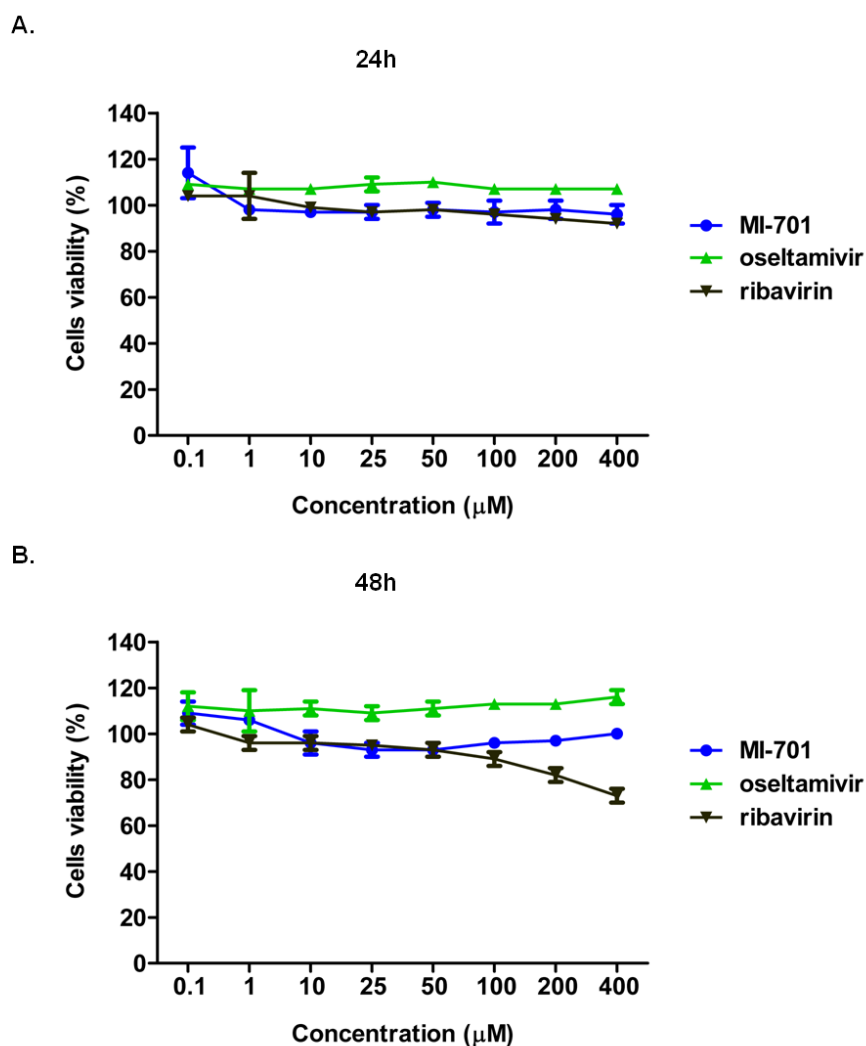 A.
24h
140
120
100
80
60
40
20
0
Cells viability (%)
0.1 1 10 25 50 100 200 400
Concentration (μM)
MI-701
oseltamivir
ribavirin
B.
48h
140
120
100
80
60
40
20
0
Cells viability (%)
0.1 1 10 25 50 100 200 400
Concentration (μM)
MI-701
oseltamivir
ribavirin